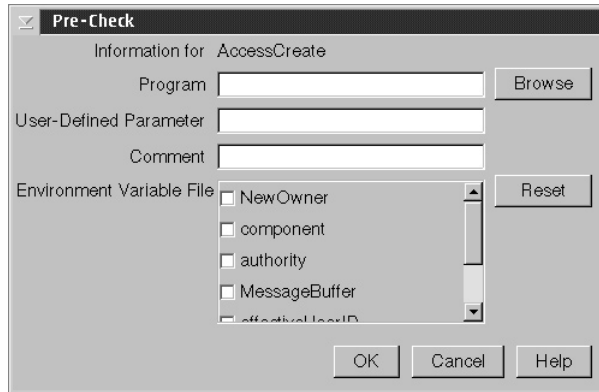 Pre-Check
Information for AccessCreate
Program Browse
User-Defined Parameter
Comment
Environment Variable File NewOwner Reset
component
authority
MessageBuffer
effectiveUserID
OK Cancel Help